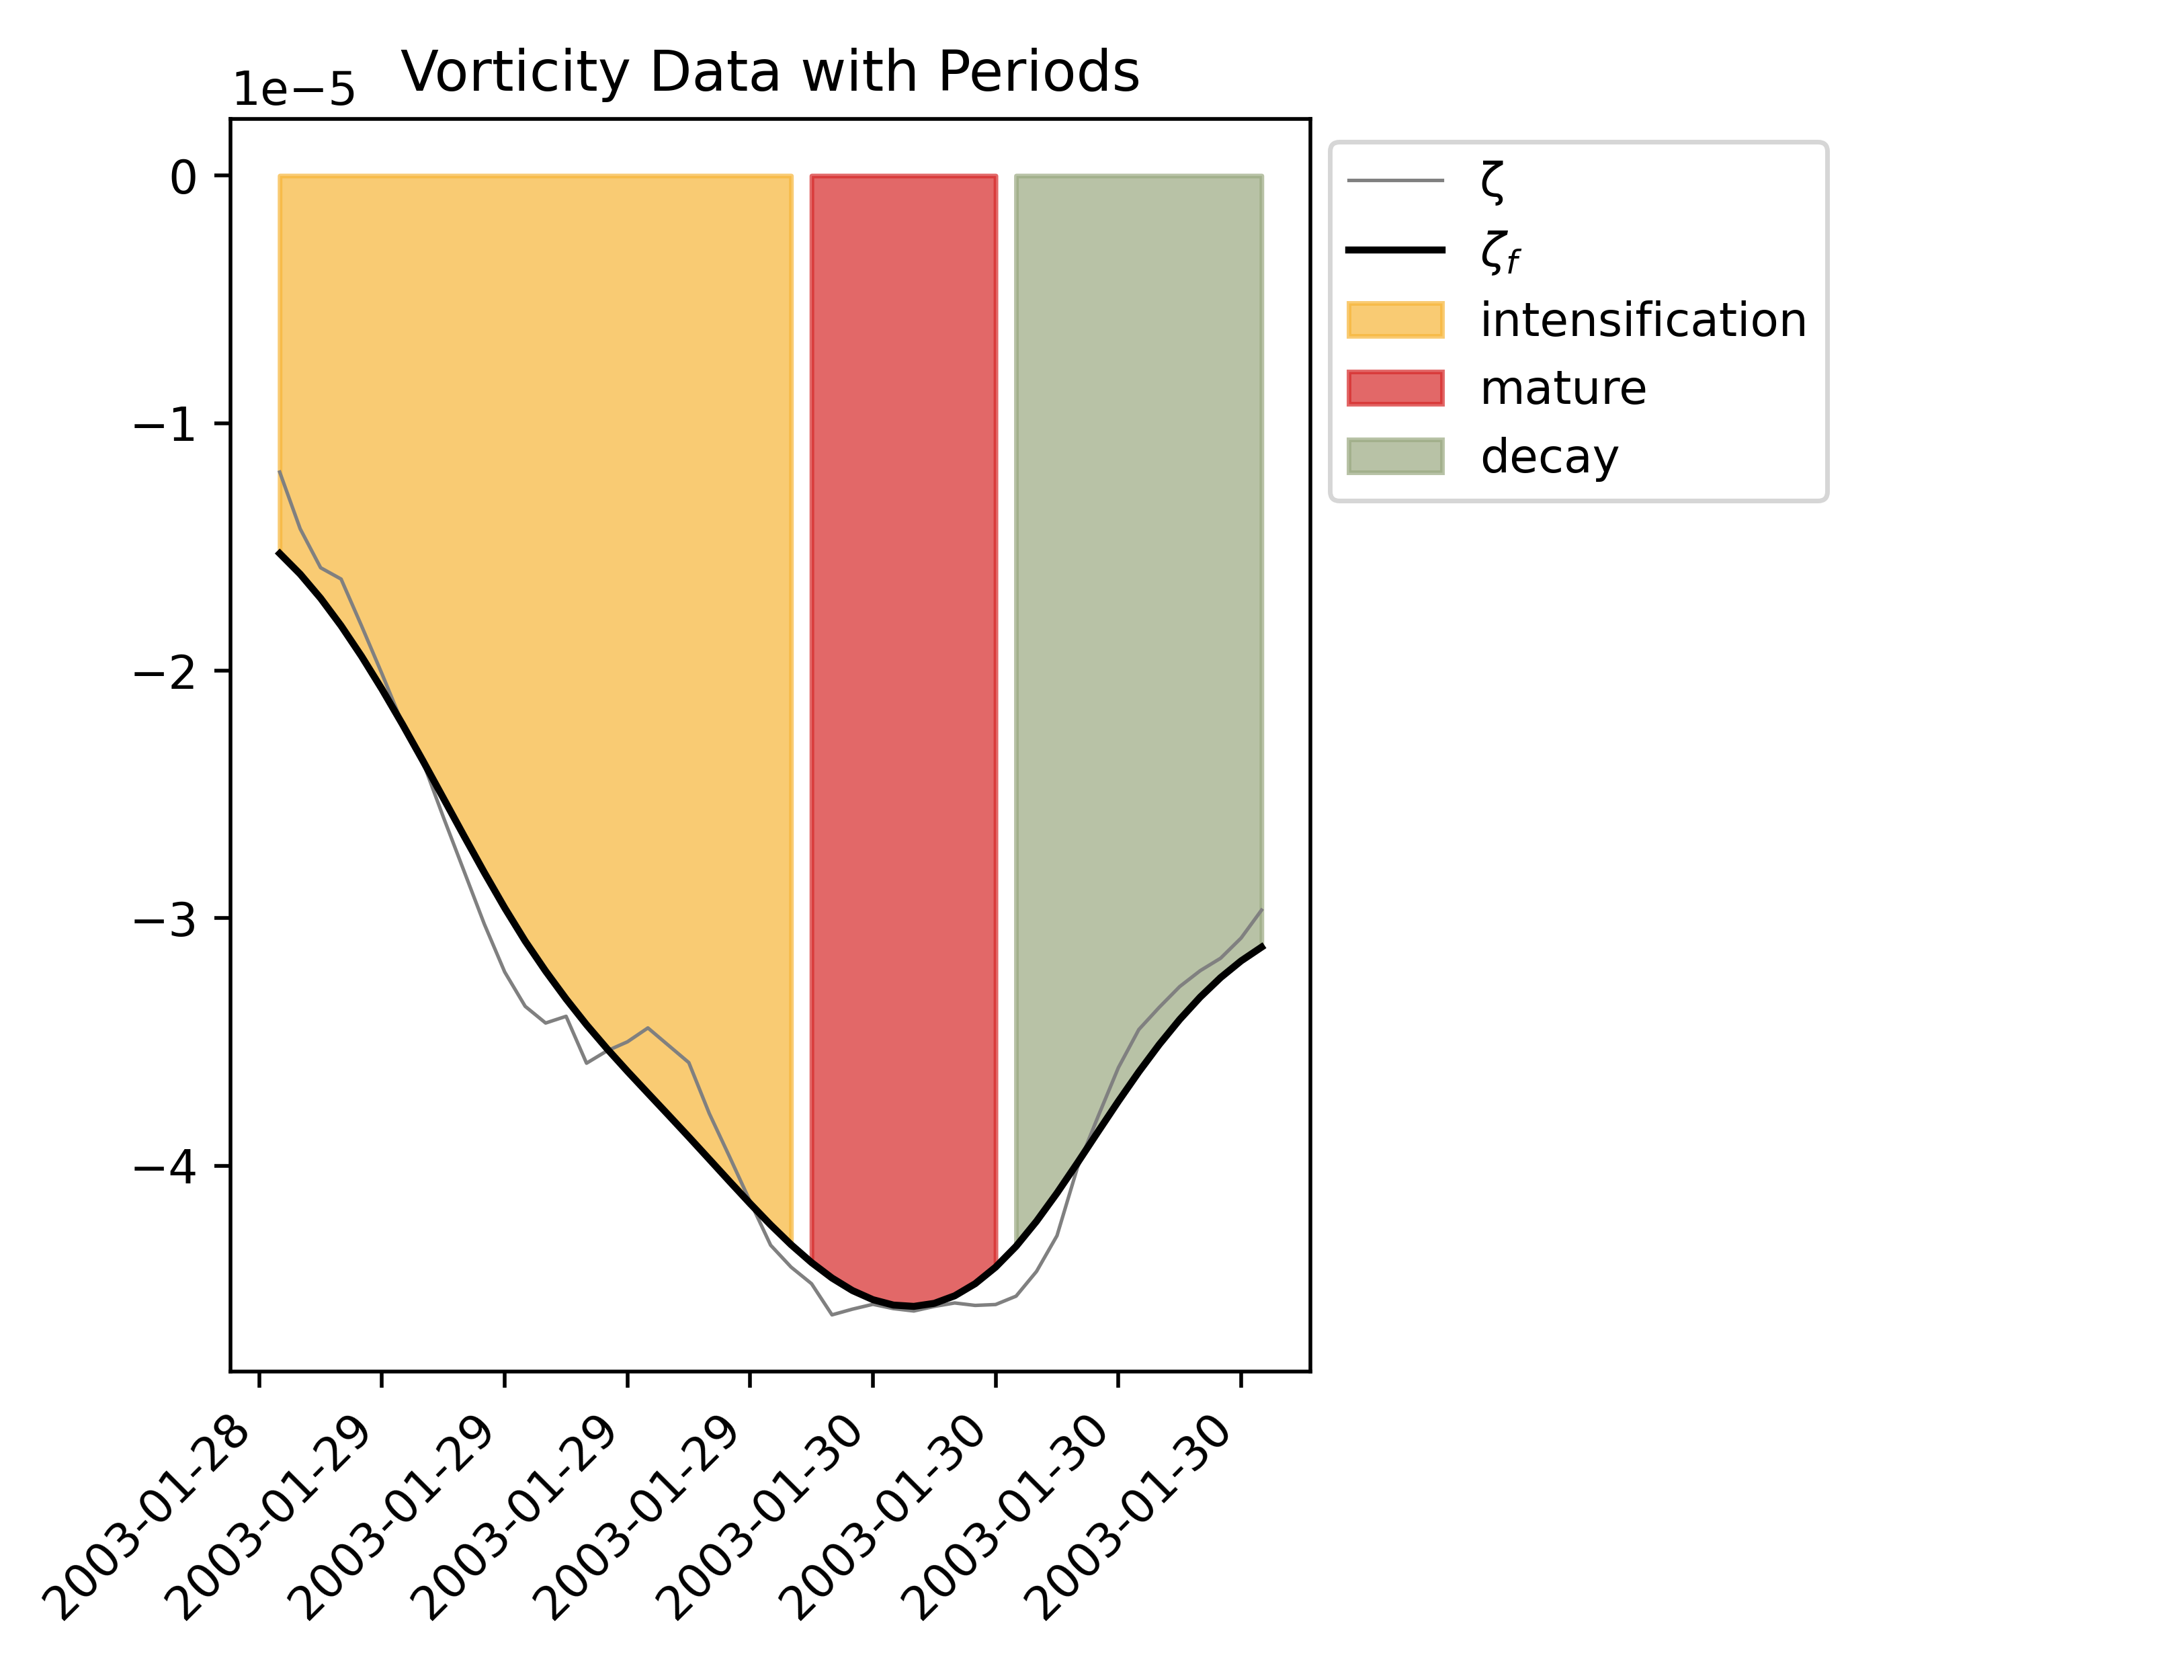 Vorticity Data with Periods
1e−5
0
−1
−2
−3
−4
2003-01-28
2003-01-29
2003-01-29
2003-01-29
2003-01-29
2003-01-30
2003-01-30
2003-01-30
2003-01-30
ζ
ζf
intensification
mature
decay